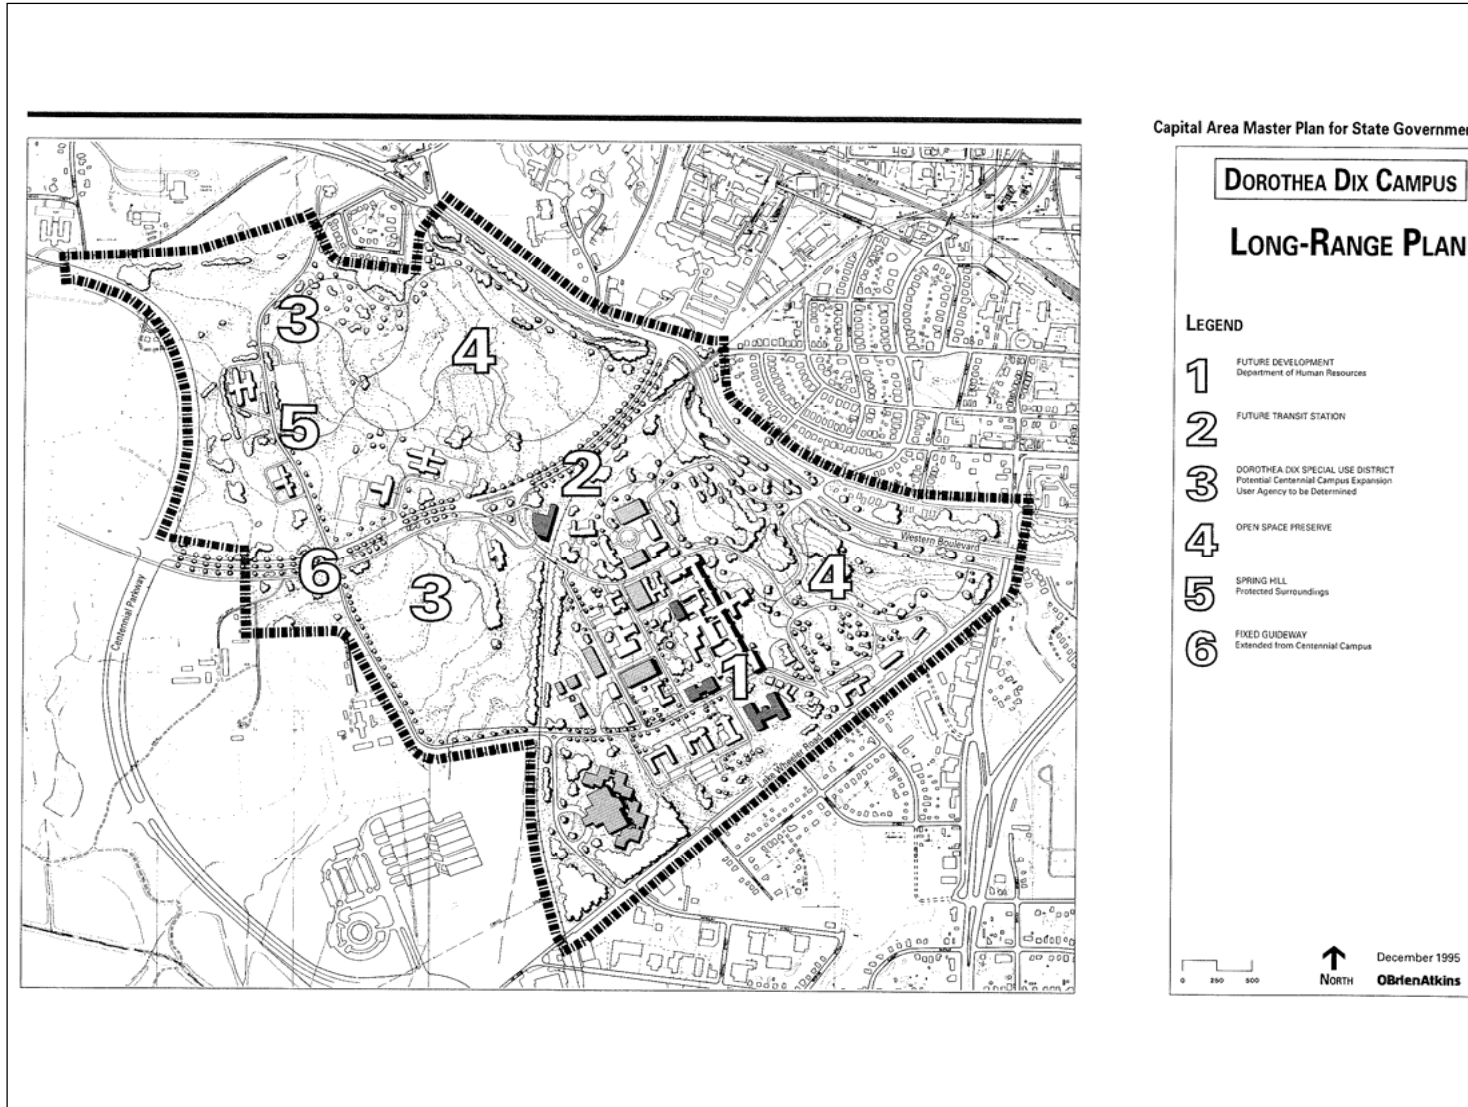 Capital Area Master Plan for State Governme
DOROTHEA DIX CAMPUS
LONG-RANGE PLAN
LEGEND
1
FUTURE DEVELOPMENT
Department of Human Resources
2
FUTURE TRANSIT STATION
3
DOROTHEA DIX SPECIAL USE DISTRICT
Potential Centennial Campus Expansion
User Agency to be Determined
4
OPEN SPACE PRESERVE
5
SPRING HILL
Protected Surroundings
6
FIXED GUIDEWAY
Extended from Centennial Campus
0 250 500
NORTH
December 1995
OBrienAtkins
3
4
5
2
Western Boulevard
6
3
4
Centennial Parkway
1
Lake Wheeler Road